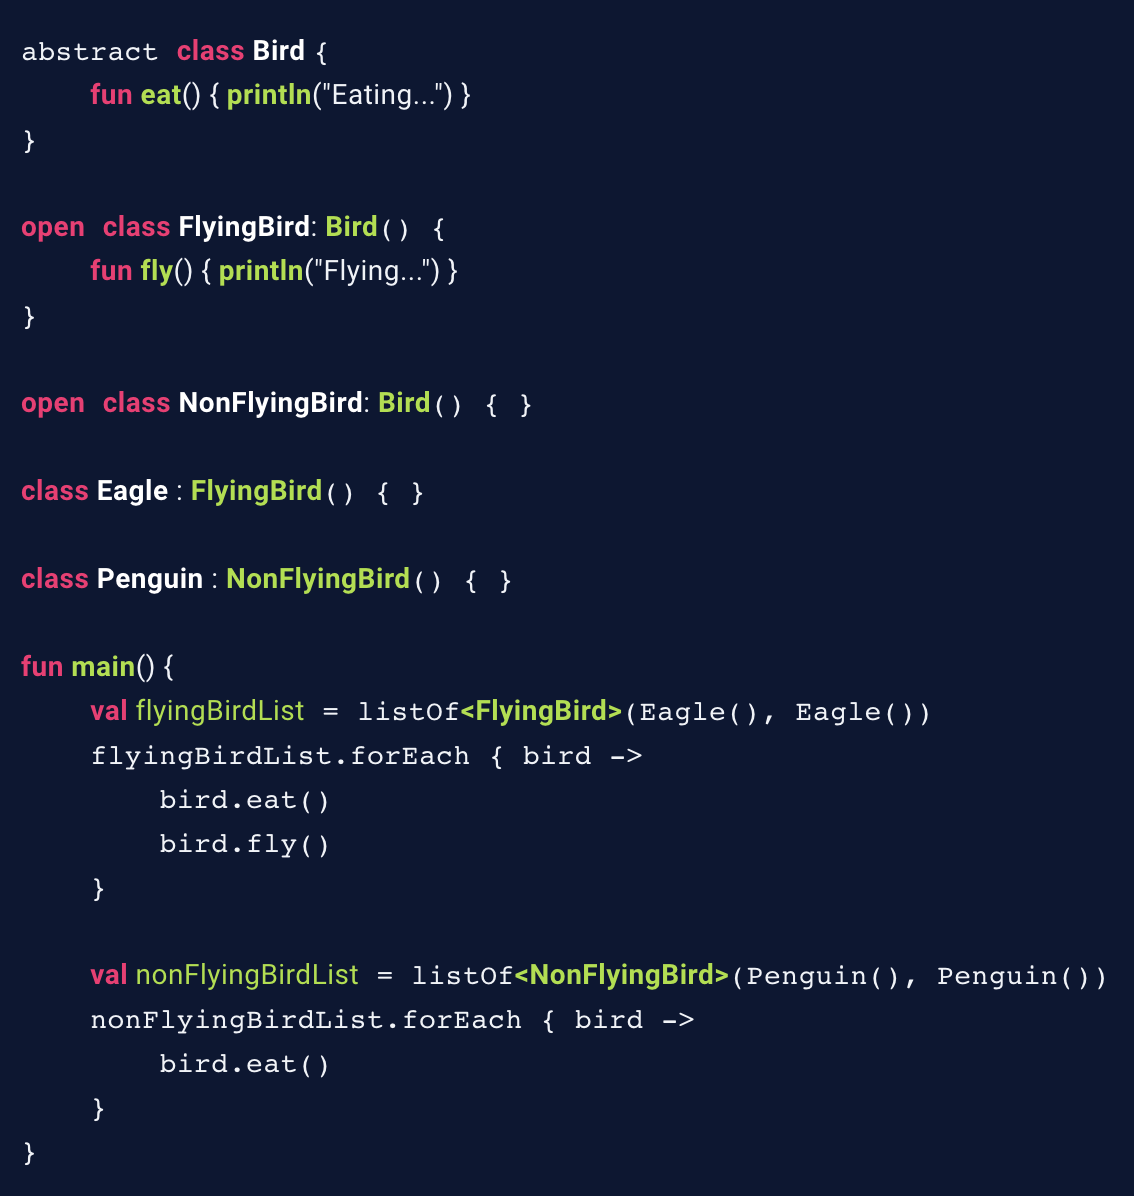 abstract class Bird {
    fun eat() { println("Eating...") }
}
open class FlyingBird: Bird() {
    fun fly() { println("Flying...") }
}
open class NonFlyingBird: Bird() { }
class Eagle : FlyingBird() { }
class Penguin : NonFlyingBird() { }
fun main() {
    val flyingBirdList = listOf<FlyingBird>(Eagle(), Eagle())
    flyingBirdList.forEach { bird ->
        bird.eat()
        bird.fly()
    }
    val nonFlyingBirdList = listOf<NonFlyingBird>(Penguin(), Penguin())
    nonFlyingBirdList.forEach { bird ->
        bird.eat()
    }
}